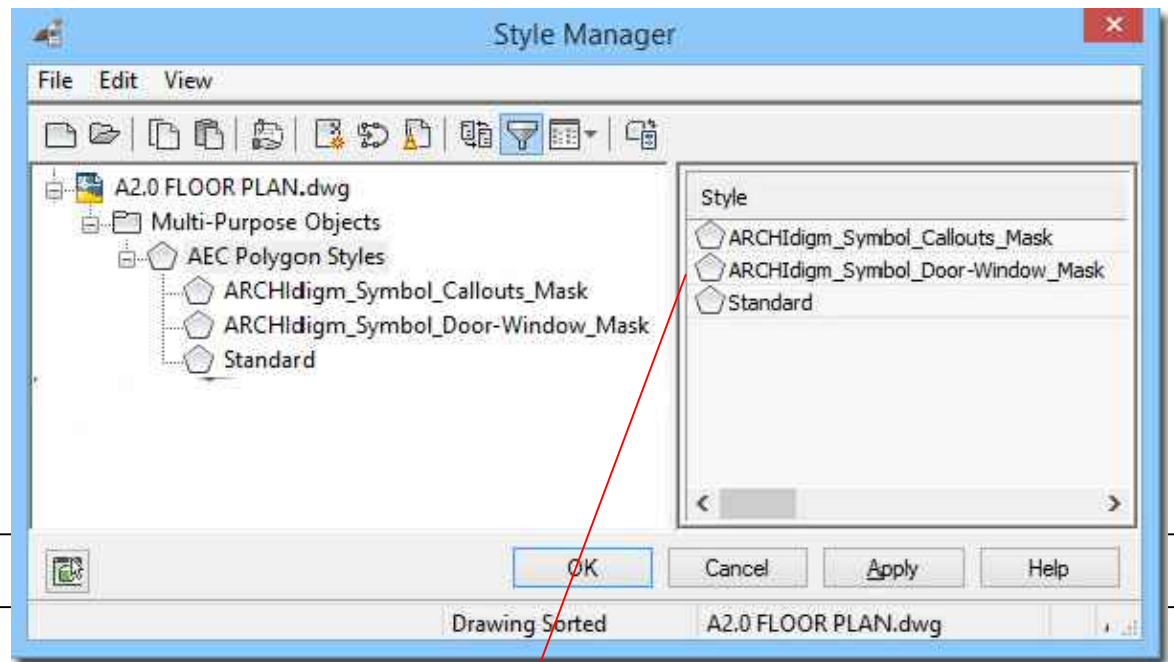 Style Manager
File Edit View
A2.0 FLOOR PLAN.dwg
Multi-Purpose Objects
AEC Polygon Styles
ARCHIdigm_Symbol_Callouts_Mask
ARCHIdigm_Symbol_Door-Window_Mask
Standard
Style
ARCHIdigm_Symbol_Callouts_Mask
ARCHIdigm_Symbol_Door-Window_Mask
Standard
OK Cancel Apply Help
Drawing Sorted A2.0 FLOOR PLAN.dwg